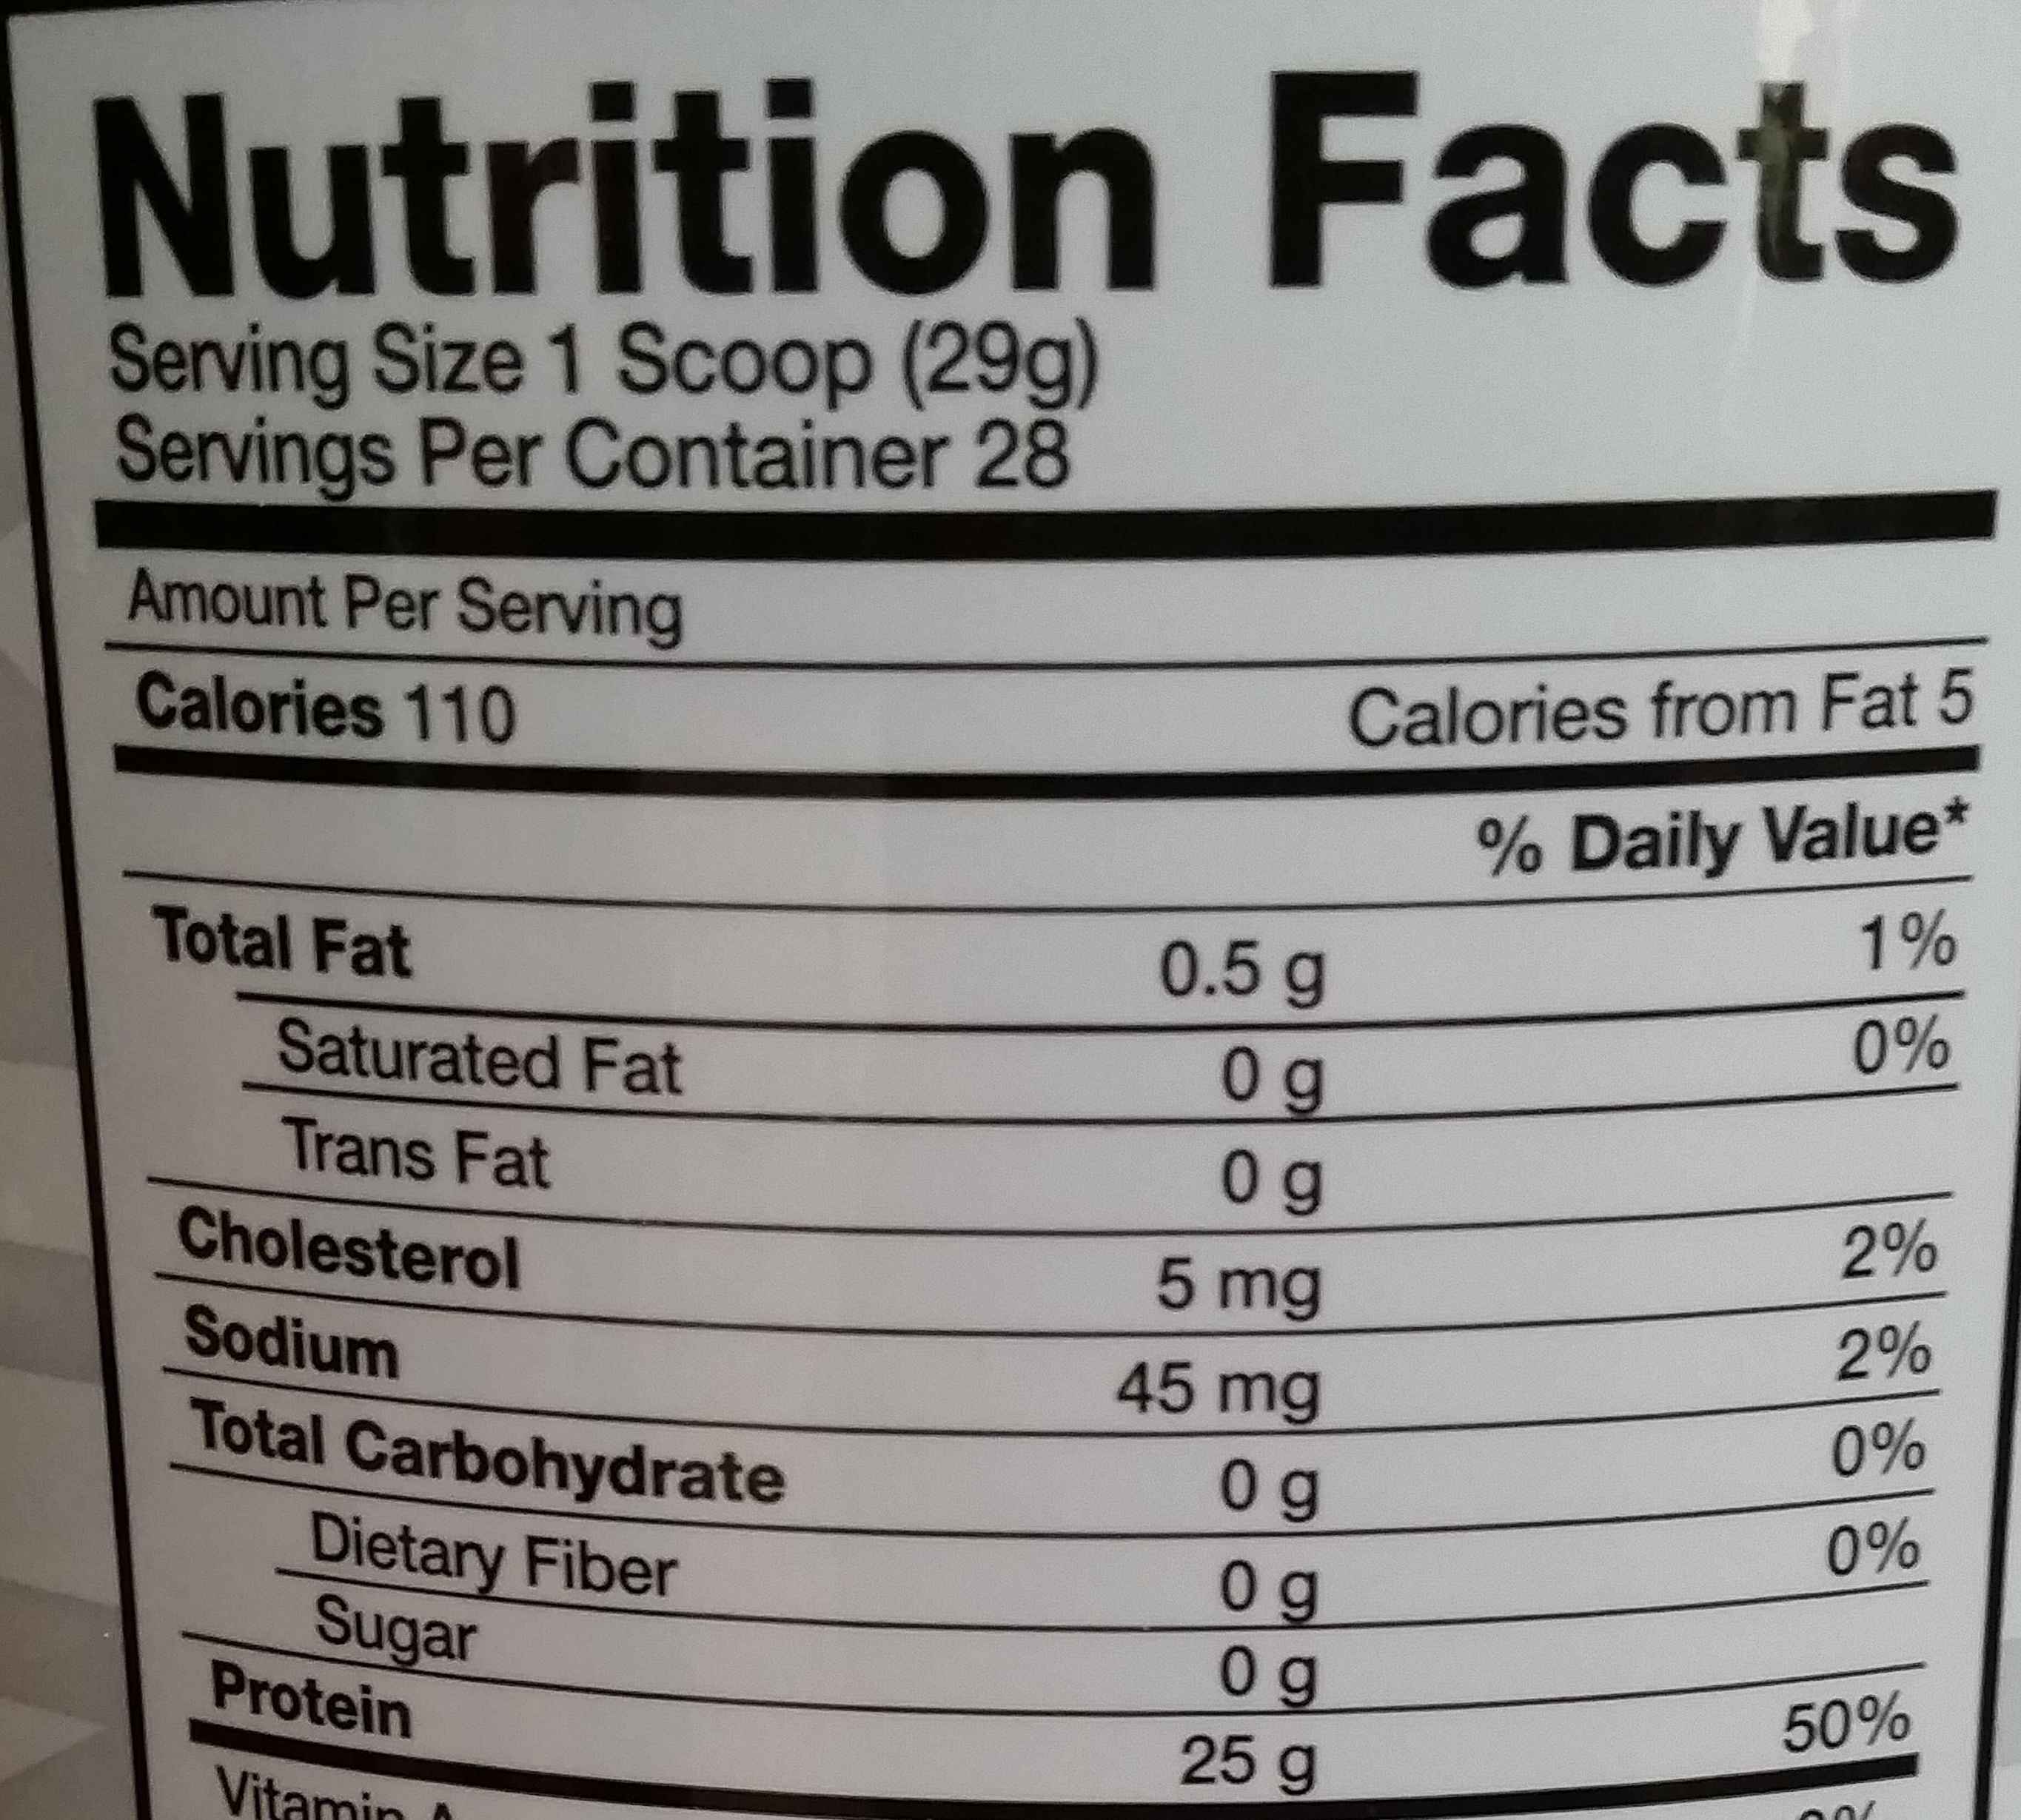 Nutrition Facts
Serving Size 1 Scoop (29g)
Servings Per Container 28
Amount Per Serving
Calories 110 Calories from Fat 5
% Daily Value*
Total Fat 0.5 g 1%
Saturated Fat 0 g 0%
Trans Fat 0 g
Cholesterol 5 mg 2%
Sodium 45 mg 2%
Total Carbohydrate 0 g 0%
Dietary Fiber 0 g 0%
Sugar 0 g
Protein 25 g 50%
Vitamin A